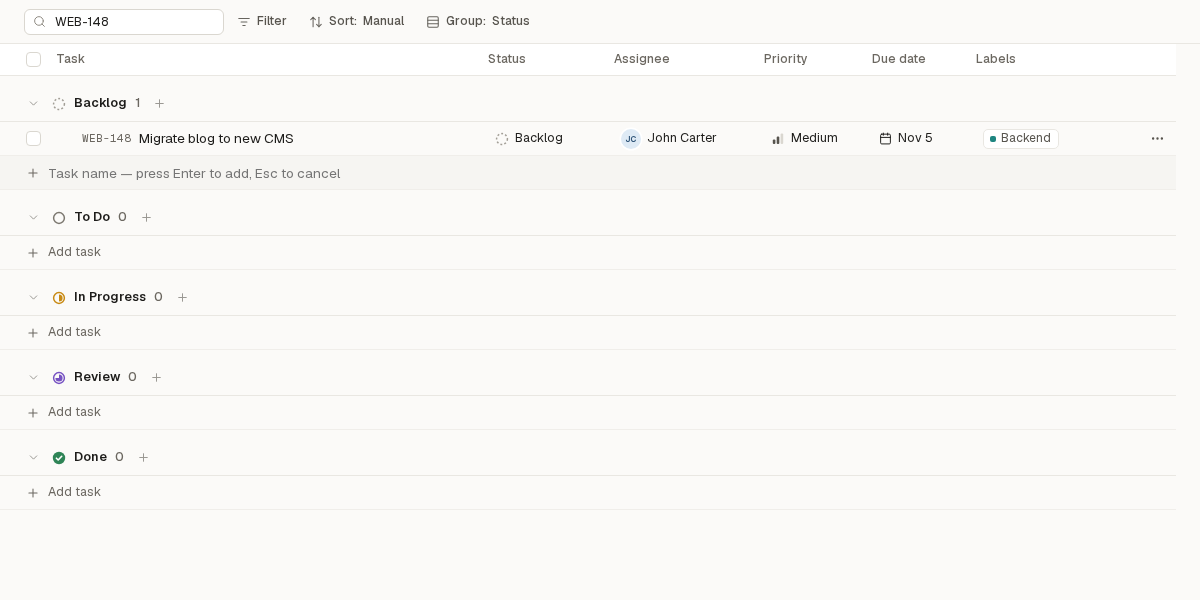 WEB-148 Filter Sort: Manual Group: Status
Task Status Assignee Priority Due date Labels
Backlog 1
WEB-148 Migrate blog to new CMS Backlog JC John Carter Medium Nov 5 Backend
Task name — press Enter to add, Esc to cancel
To Do 0
Add task
In Progress 0
Add task
Review 0
Add task
Done 0
Add task